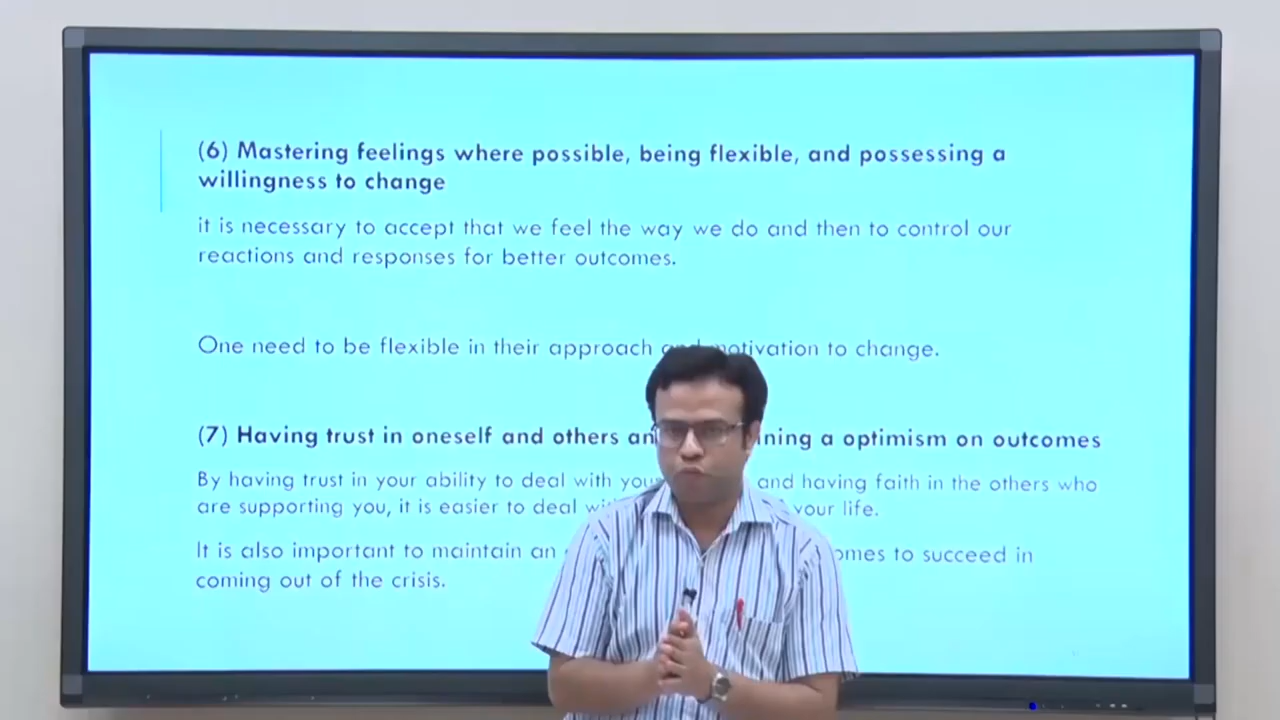 (6) Mastering feelings where possible, being flexible, and possessing a
willingness to change
it is necessary to accept that we feel the way we do and then to control our
reactions and responses for better outcomes.
One need to be flexible in their approach and motivation to change.
(7) Having trust in oneself and others ining a optimism on outcomes
By having trust in your ability to deal with and having faith in the others who
are supporting you, it is easier to deal your life.
It is also important to maintain an to succeed in
coming out of the crisis.